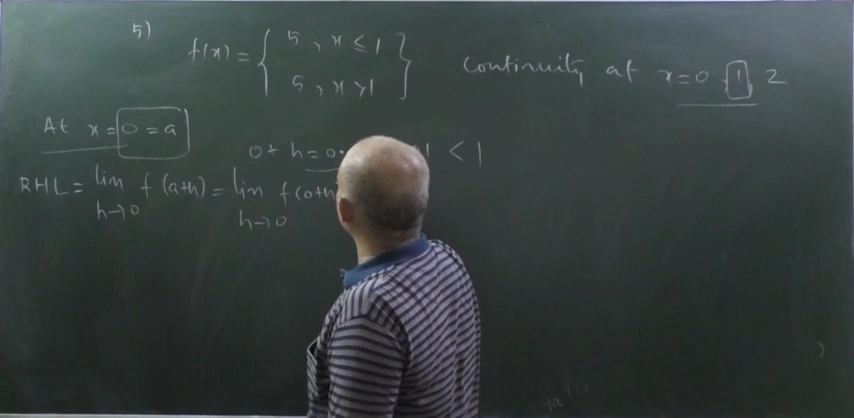 5)
f(x) = { 5 , x ≤ 1
5 , x > 1 }
Continuity at x = 0, 1, 2
At x = 0 = a
0 + h = 0. 1 < 1
RHL = lim f(a+h) = lim f(0+h
h→0 h→0